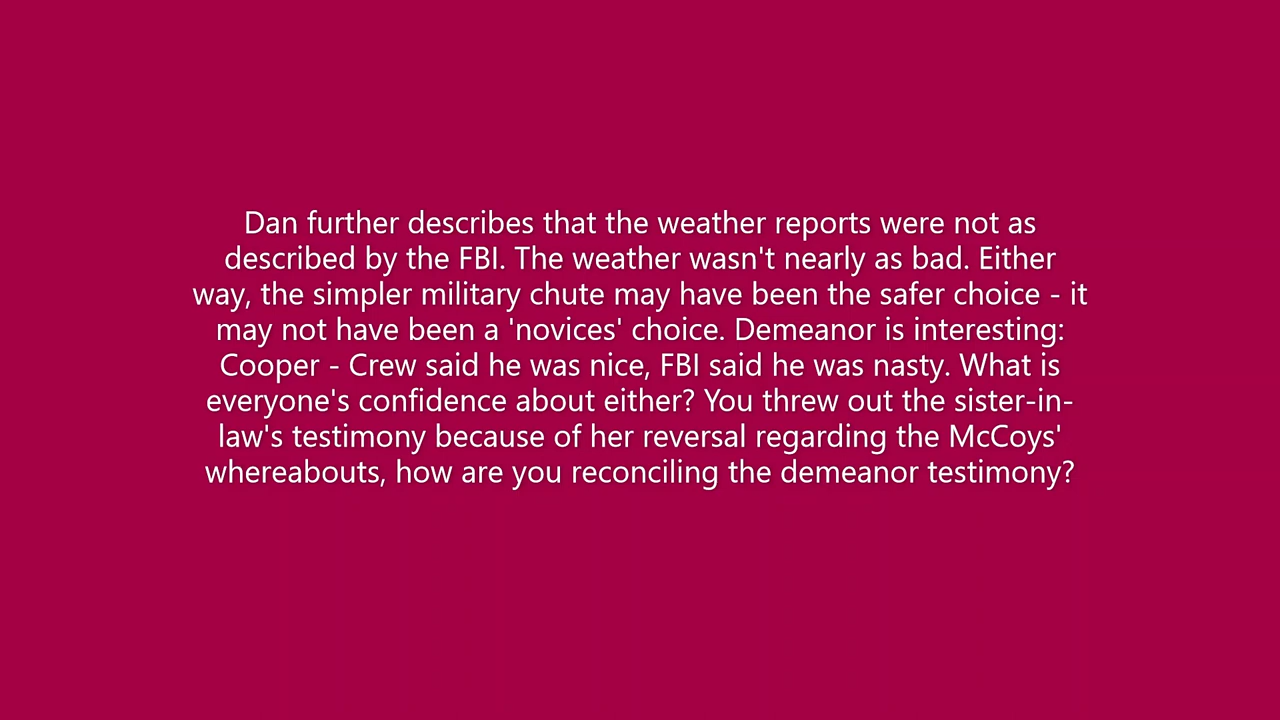 Dan further describes that the weather reports were not as
described by the FBI. The weather wasn't nearly as bad. Either
way, the simpler military chute may have been the safer choice - it
may not have been a 'novices' choice. Demeanor is interesting:
Cooper - Crew said he was nice, FBI said he was nasty. What is
everyone's confidence about either? You threw out the sister-in-
law's testimony because of her reversal regarding the McCoys'
whereabouts, how are you reconciling the demeanor testimony?